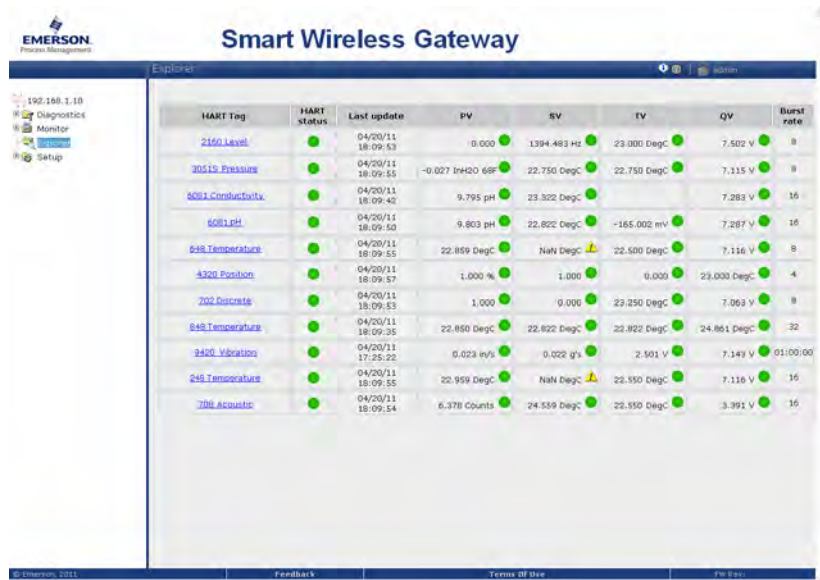 EMERSON
Process Management
Smart Wireless Gateway
Explorer
admin
192.168.1.10
Diagnostics
Monitor
Explorer
Setup
HART Tag HART status Last update PV SV TV QV Burst rate
2160 Level 04/20/11 18:09:53 0.000 1394.483 Hz 23.000 DegC 7.502 V 8
3051S Pressure 04/20/11 18:09:55 -0.027 InH2O 68F 22.750 DegC 22.750 DegC 7.115 V 8
6081 Conductivity 04/20/11 18:09:42 9.795 pH 23.322 DegC 7.283 V 16
6081 pH 04/20/11 18:09:50 9.803 pH 22.822 DegC -165.002 mV 7.287 V 16
648 Temperature 04/20/11 18:09:55 22.859 DegC NaN DegC 22.500 DegC 7.116 V 8
4320 Position 04/20/11 18:09:57 1.000 % 1.000 0.000 23.000 DegC 4
702 Discrete 04/20/11 18:09:53 1.000 0.000 23.250 DegC 7.063 V 8
848 Temperature 04/20/11 18:09:35 22.850 DegC 22.822 DegC 22.822 DegC 24.861 DegC 32
9420 Vibration 04/20/11 17:25:22 0.023 in/s 0.022 g's 2.501 V 7.143 V 01:00:00
248 Temperature 04/20/11 18:09:55 22.959 DegC NaN DegC 22.550 DegC 7.116 V 16
708 Acoustic 04/20/11 18:09:54 6.378 Counts 24.559 DegC 22.550 DegC 3.391 V 16
© Emerson, 2011 Feedback Terms Of Use FW Rev: